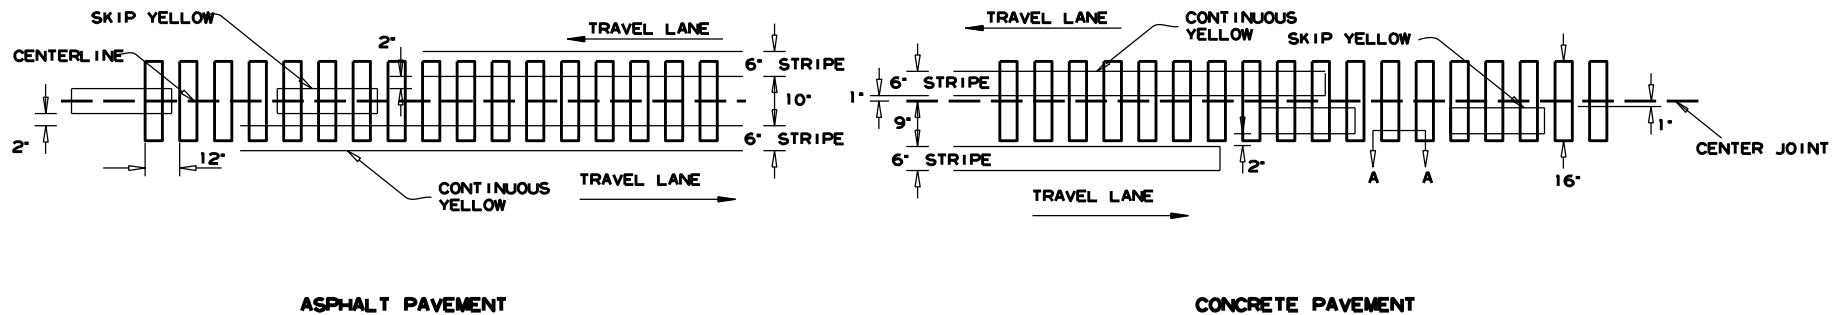 SKIP YELLOW
CENTERLINE
2"
TRAVEL LANE
6" STRIPE
10"
6" STRIPE
2"
12"
CONTINUOUS
YELLOW
TRAVEL LANE
ASPHALT PAVEMENT
TRAVEL LANE
CONTINUOUS
YELLOW
SKIP YELLOW
6" STRIPE
1"
9"
6" STRIPE
2"
A A
16"
1"
CENTER JOINT
TRAVEL LANE
CONCRETE PAVEMENT